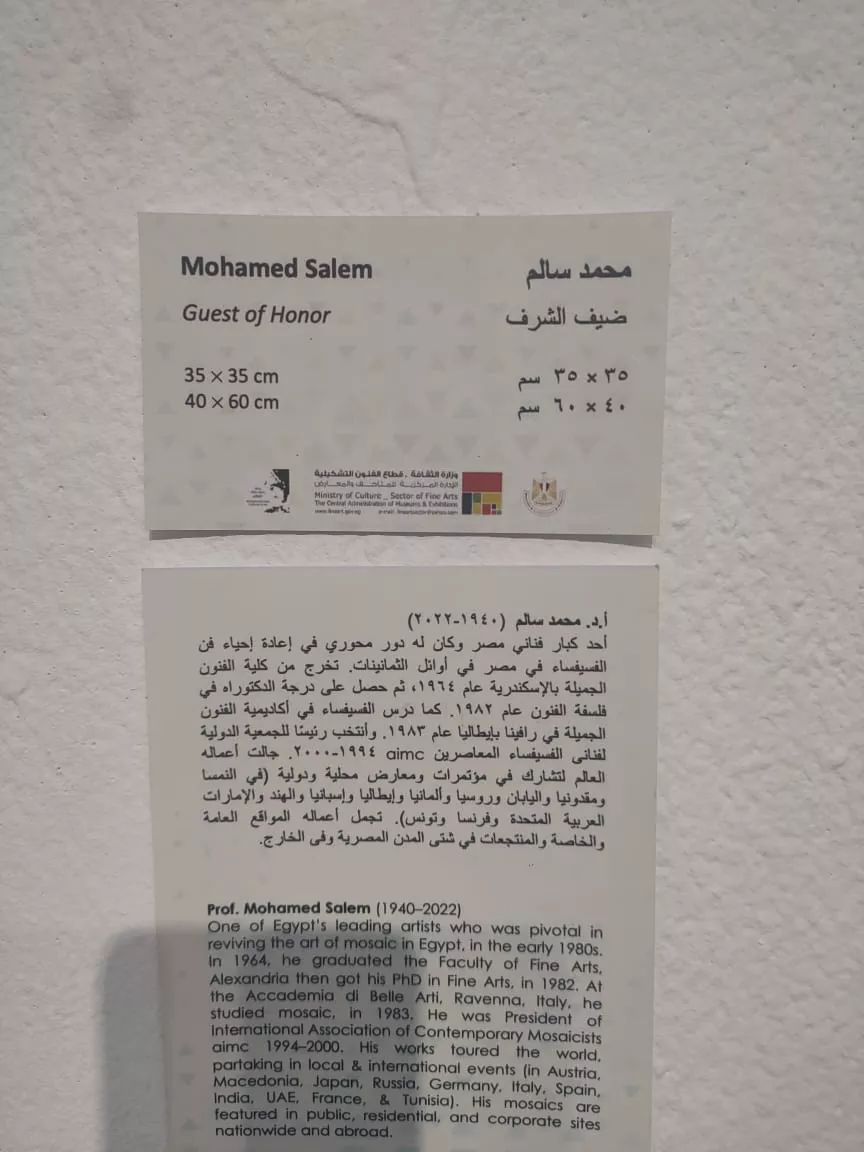 Mohamed Salem
محمد سالم
Guest of Honor
ضيف الشرف
35 × 35 cm
٣٥ × ٣٥ سم
40 × 60 cm
٤٠ × ٦٠ سم
وزارة الثقافة . قطاع الفنون التشكيلية
الإدارة المركزية للمتاحف والمعارض
Ministry of Culture _ Sector of Fine Arts
The Central Administration of Museums & Exhibitions
أ.د. محمد سالم (١٩٤٠-٢٠٢٢)
أحد كبار فناني مصر وكان له دور محوري في إعادة إحياء فن
الفسيفساء في مصر في أوائل الثمانينات. تخرج من كلية الفنون
الجميلة بالإسكندرية عام ١٩٦٤، ثم حصل على درجة الدكتوراه في
فلسفة الفنون عام ١٩٨٢. كما درس الفسيفساء في أكاديمية الفنون
الجميلة في رافينا بإيطاليا عام ١٩٨٣. وأنتخب رئيسًا للجمعية الدولية
لفنانى الفسيفساء المعاصرين aimc ١٩٩٤-٢٠٠٠. جالت أعماله
العالم لتشارك في مؤتمرات ومعارض محلية ودولية (في النمسا
ومقدونيا واليابان وروسيا وألمانيا وإيطاليا وإسبانيا والهند والإمارات
العربية المتحدة وفرنسا وتونس). تجمل أعماله المواقع العامة
والخاصة والمنتجعات في شتى المدن المصرية وفى الخارج.
Prof. Mohamed Salem (1940–2022)
One of Egypt's leading artists who was pivotal in
reviving the art of mosaic in Egypt, in the early 1980s.
In 1964, he graduated the Faculty of Fine Arts,
Alexandria then got his PhD in Fine Arts, in 1982. At
the Accademia di Belle Arti, Ravenna, Italy, he
studied mosaic, in 1983. He was President of
International Association of Contemporary Mosaicists
aimc 1994–2000. His works toured the world,
partaking in local & international events (in Austria,
Macedonia, Japan, Russia, Germany, Italy, Spain,
India, UAE, France, & Tunisia). His mosaics are
featured in public, residential, and corporate sites
nationwide and abroad.